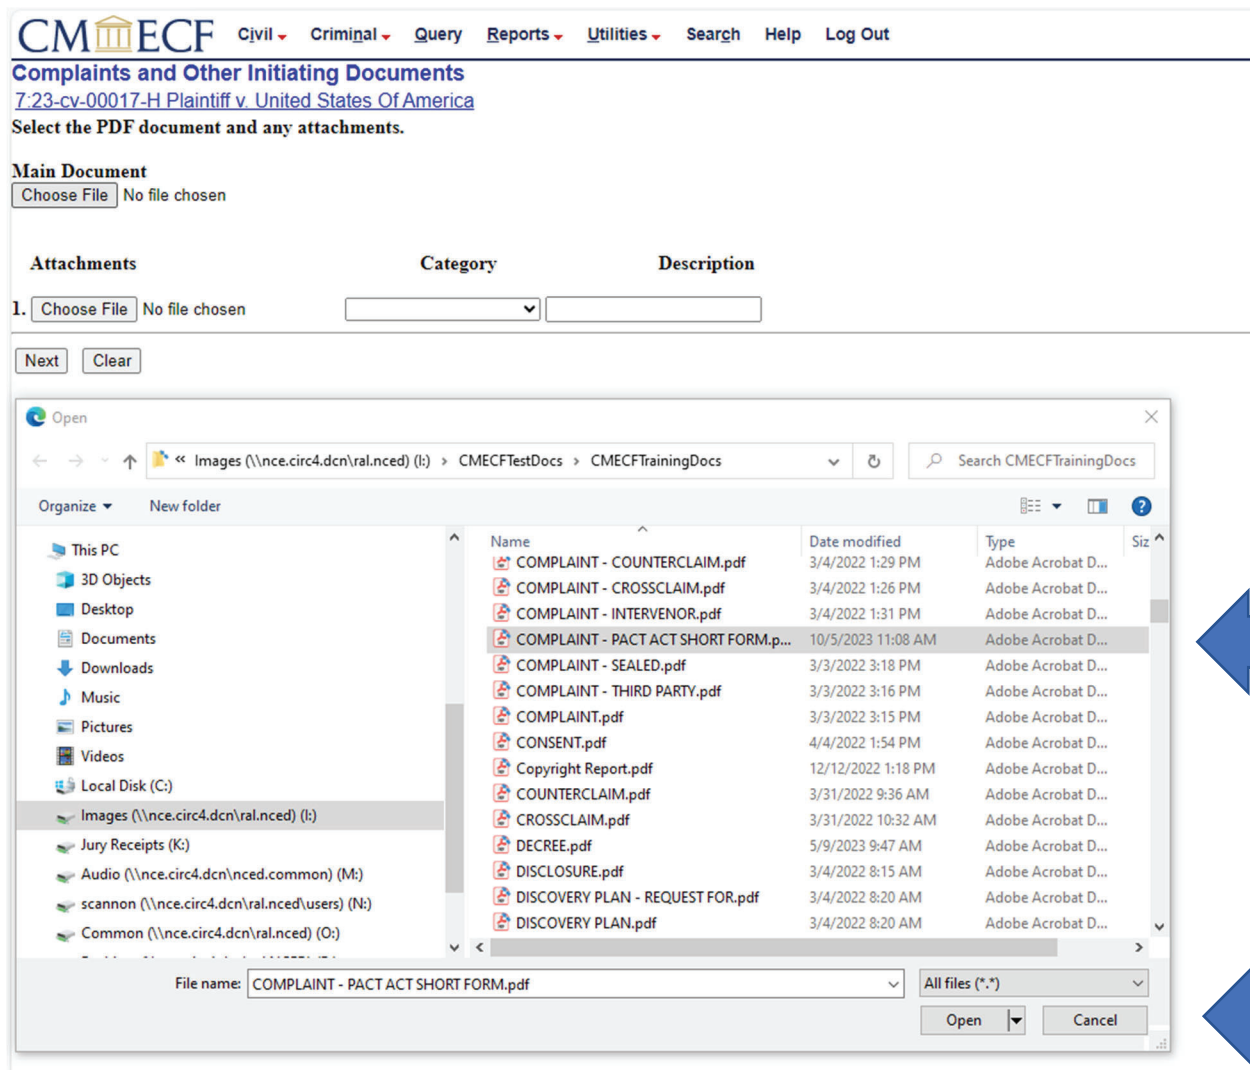 CM ECF Civil Criminal Query Reports Utilities Search Help Log Out
Complaints and Other Initiating Documents
7:23-cv-00017-H Plaintiff v. United States Of America
Select the PDF document and any attachments.
Main Document
Choose File No file chosen
Attachments Category Description
1. Choose File No file chosen
Next Clear
Open
« Images (\\nce.circ4.dcn\ral.nced) (I:) › CMECFTestDocs › CMECFTrainingDocs Search CMECFTrainingDocs
Organize New folder
This PC
3D Objects
Desktop
Documents
Downloads
Music
Pictures
Videos
Local Disk (C:)
Images (\\nce.circ4.dcn\ral.nced) (I:)
Jury Receipts (K:)
Audio (\\nce.circ4.dcn\nced.common) (M:)
scannon (\\nce.circ4.dcn\ral.nced\users) (N:)
Common (\\nce.circ4.dcn\ral.nced) (O:)
Name Date modified Type Siz
COMPLAINT - COUNTERCLAIM.pdf 3/4/2022 1:29 PM Adobe Acrobat D...
COMPLAINT - CROSSCLAIM.pdf 3/4/2022 1:26 PM Adobe Acrobat D...
COMPLAINT - INTERVENOR.pdf 3/4/2022 1:31 PM Adobe Acrobat D...
COMPLAINT - PACT ACT SHORT FORM.p... 10/5/2023 11:08 AM Adobe Acrobat D...
COMPLAINT - SEALED.pdf 3/3/2022 3:18 PM Adobe Acrobat D...
COMPLAINT - THIRD PARTY.pdf 3/3/2022 3:16 PM Adobe Acrobat D...
COMPLAINT.pdf 3/3/2022 3:15 PM Adobe Acrobat D...
CONSENT.pdf 4/4/2022 1:54 PM Adobe Acrobat D...
Copyright Report.pdf 12/12/2022 1:18 PM Adobe Acrobat D...
COUNTERCLAIM.pdf 3/31/2022 9:36 AM Adobe Acrobat D...
CROSSCLAIM.pdf 3/31/2022 10:32 AM Adobe Acrobat D...
DECREE.pdf 5/9/2023 9:47 AM Adobe Acrobat D...
DISCLOSURE.pdf 3/4/2022 8:15 AM Adobe Acrobat D...
DISCOVERY PLAN - REQUEST FOR.pdf 3/4/2022 8:20 AM Adobe Acrobat D...
DISCOVERY PLAN.pdf 3/4/2022 8:20 AM Adobe Acrobat D...
File name: COMPLAINT - PACT ACT SHORT FORM.pdf All files (*.*)
Open Cancel